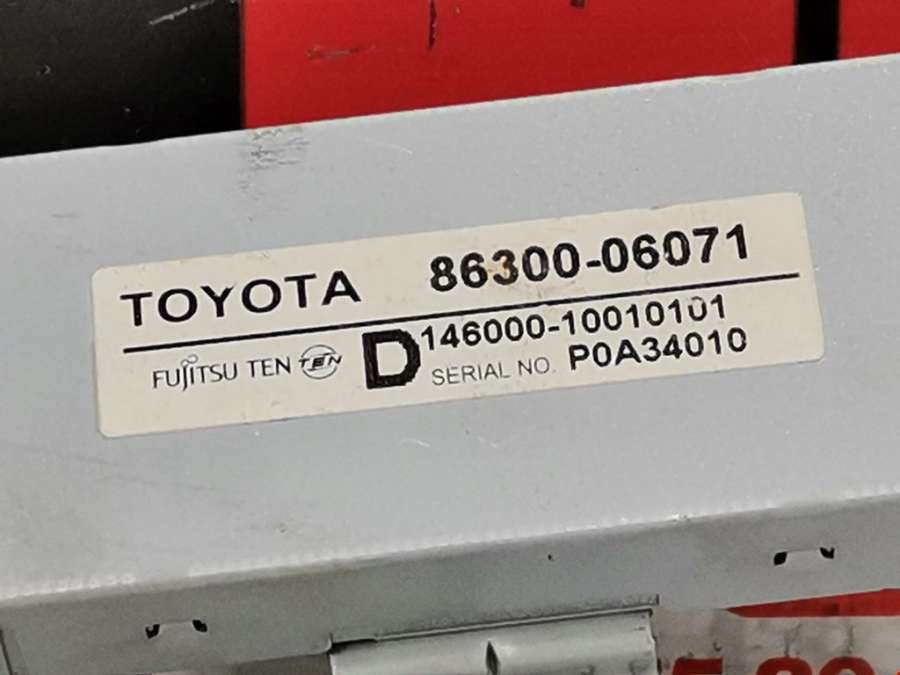 TOYOTA 86300-06071
FUJITSU TEN TEN D 146000-10010101
SERIAL NO. P0A34010